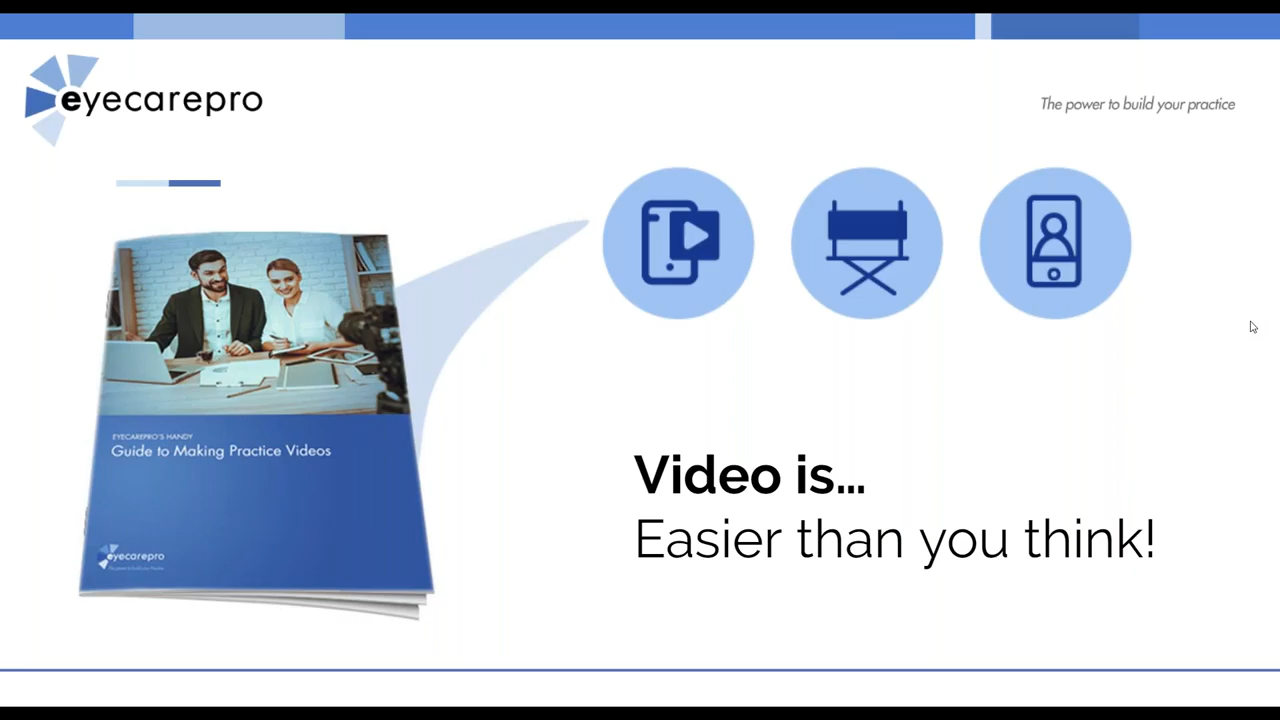 eyecarepro
The power to build your practice
EYECAREPRO'S HANDY
Guide to Making Practice Videos
eyecarepro
Video is...
Easier than you think!